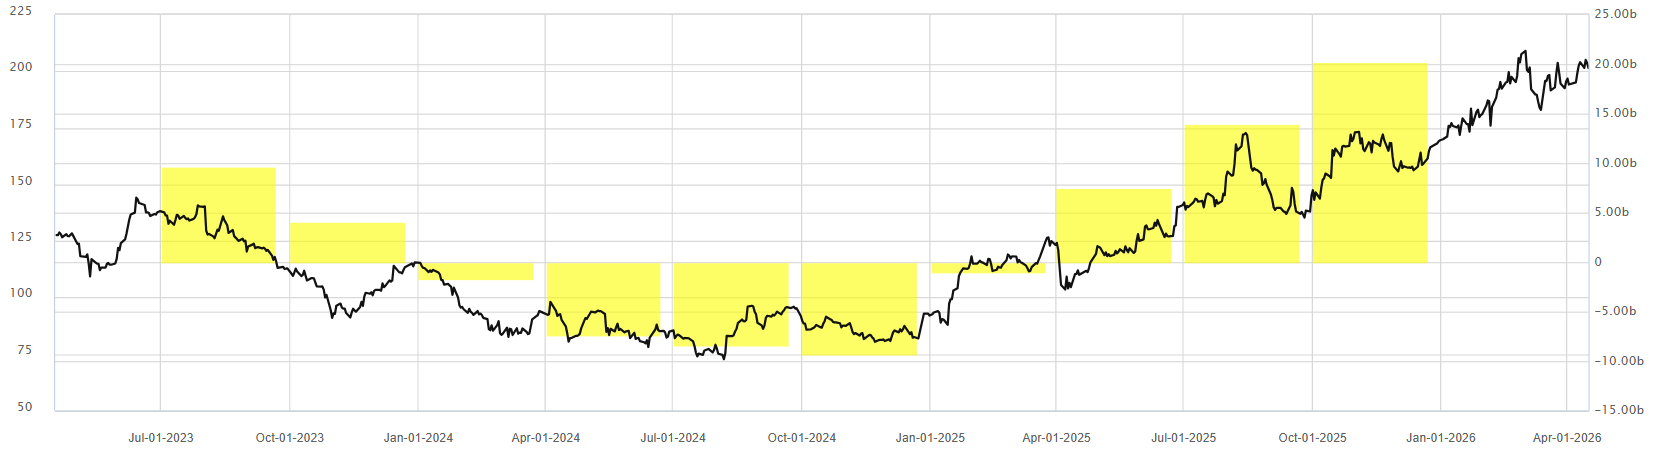 225
200
175
150
125
100
75
50
25.00b
20.00b
15.00b
10.00b
5.00b
0
−5.00b
−10.00b
−15.00b
Jul-01-2023
Oct-01-2023
Jan-01-2024
Apr-01-2024
Jul-01-2024
Oct-01-2024
Jan-01-2025
Apr-01-2025
Jul-01-2025
Oct-01-2025
Jan-01-2026
Apr-01-2026